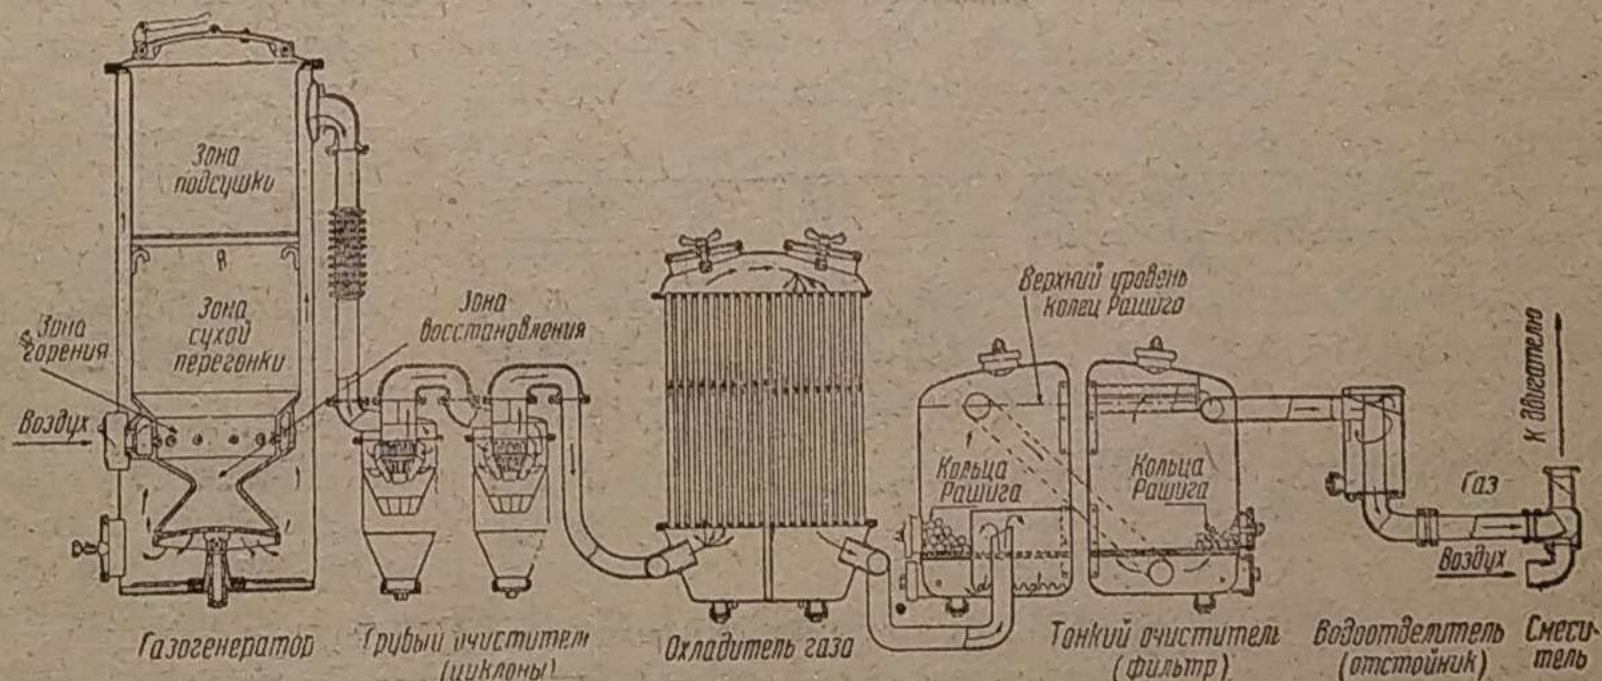 Зона
подсушки
Зона
сухой
перегонки
Зона
горения
Воздух
Зона
восстановления
Верхний уровень
колец Рашига
Кольца
Рашига
Кольца
Рашига
Газ
Воздух
К двигателю
Газогенератор
Грубый очиститель
(циклоны)
Охладитель газа
Тонкий очиститель
(фильтр)
Водоотделитель
(отстойник)
Смеси-
тель